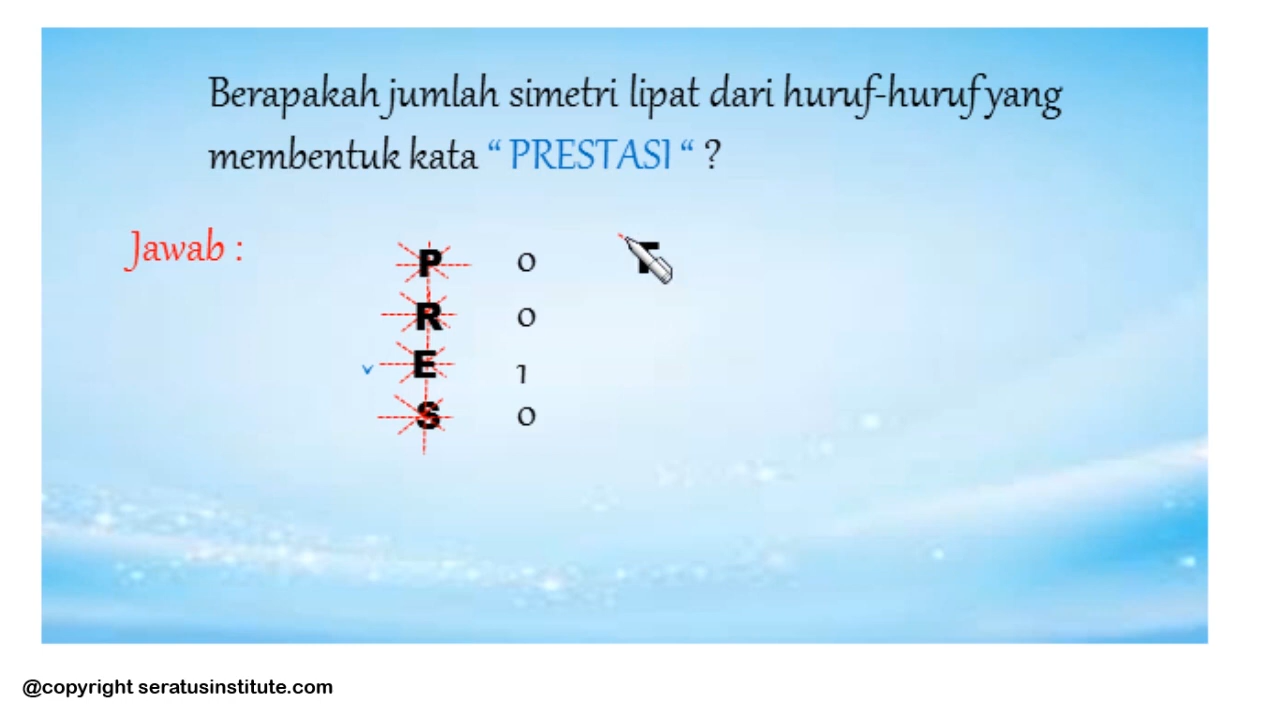 Berapakah jumlah simetri lipat dari huruf-huruf yang
membentuk kata “ PRESTASI “ ?
Jawab :
P 0
R 0
v E 1
S 0
T
@copyright seratusinstitute.com